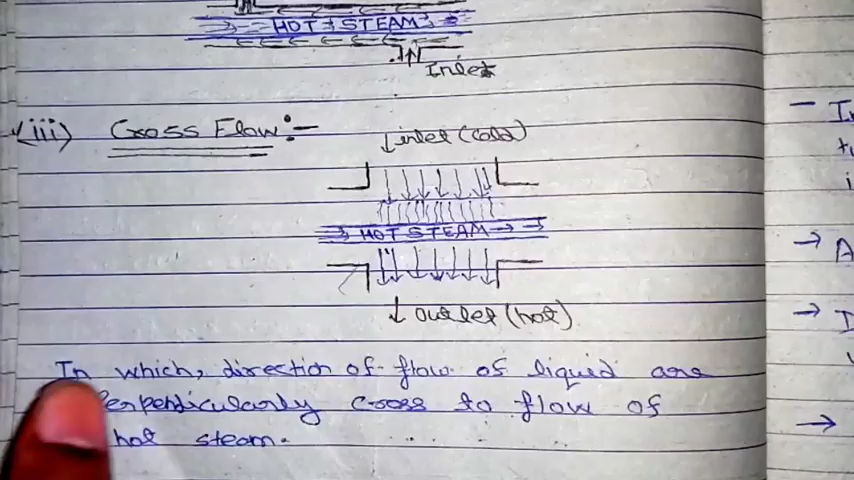 HOT STEAM
Inlet
(iii) Cross Flow :-
inlet (cold)
HOT STEAM
outlet (hot)
In which, direction of flow of liquid are
perpendicularly cross to flow of
hot steam.